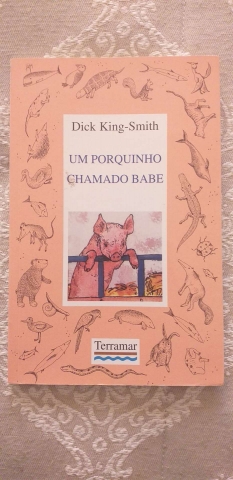 Dick King-Smith
UM PORQUINHO
CHAMADO BABE
Terramar